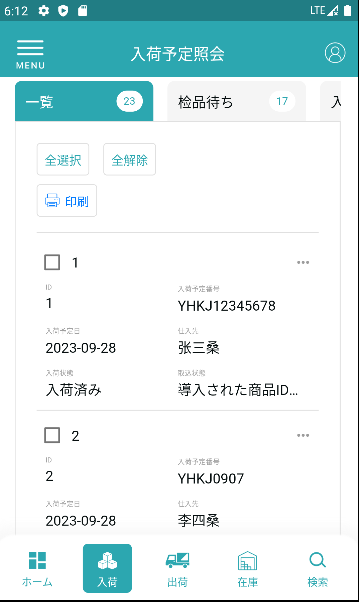 6:12 LTE
MENU 入荷予定照会
一覧 23 検品待ち 17 入
全選択 全解除
印刷
1
ID 入荷予定番号
1 YHKJ12345678
入荷予定日 仕入先
2023-09-28 张三桑
入荷状態 取込状態
入荷済み 導入された商品ID...
2
ID 入荷予定番号
2 YHKJ0907
入荷予定日 仕入先
2023-09-28 李四桑
ホーム 入荷 出荷 在庫 検索